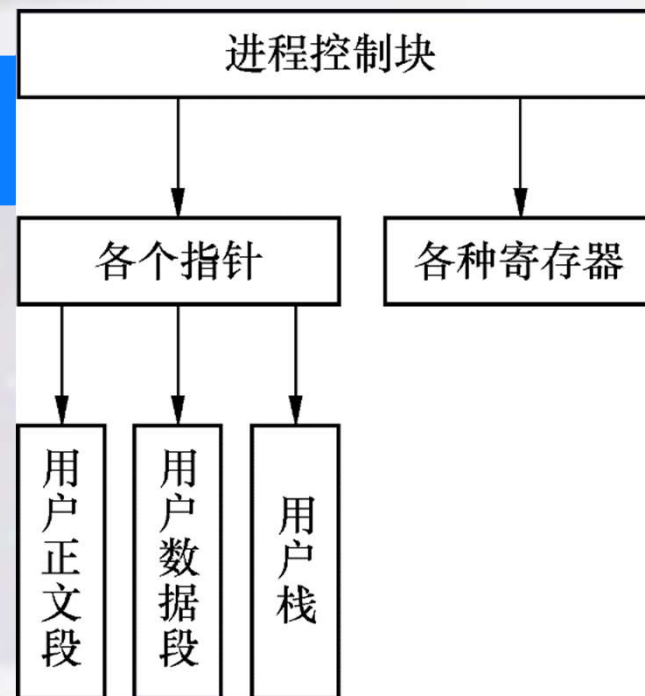 进程控制块
各个指针
各种寄存器
用户正文段
用户数据段
用户栈